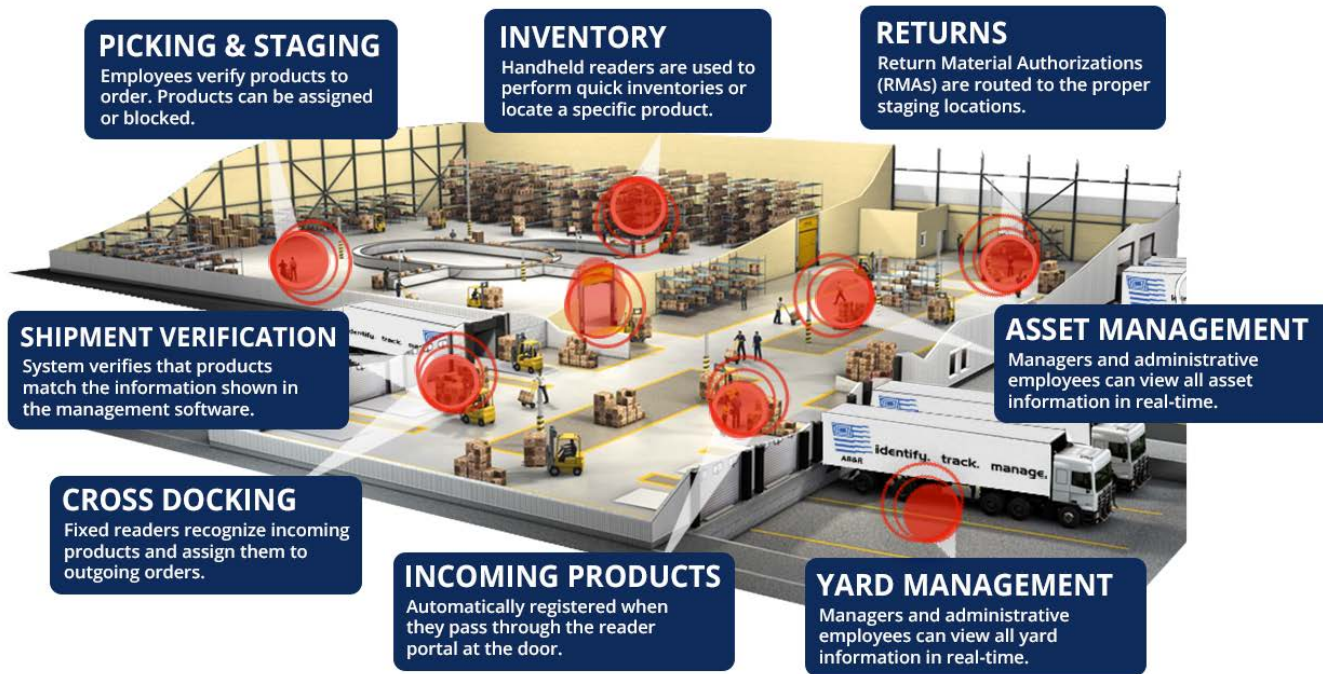 PICKING & STAGING
Employees verify products to
order. Products can be assigned
or blocked.
INVENTORY
Handheld readers are used to
perform quick inventories or
locate a specific product.
RETURNS
Return Material Authorizations
(RMAs) are routed to the proper
staging locations.
SHIPMENT VERIFICATION
System verifies that products
match the information shown in
the management software.
ASSET MANAGEMENT
Managers and administrative
employees can view all asset
information in real-time.
AB&R
identify. track. manage.
CROSS DOCKING
Fixed readers recognize incoming
products and assign them to
outgoing orders.
INCOMING PRODUCTS
Automatically registered when
they pass through the reader
portal at the door.
YARD MANAGEMENT
Managers and administrative
employees can view all yard
information in real-time.